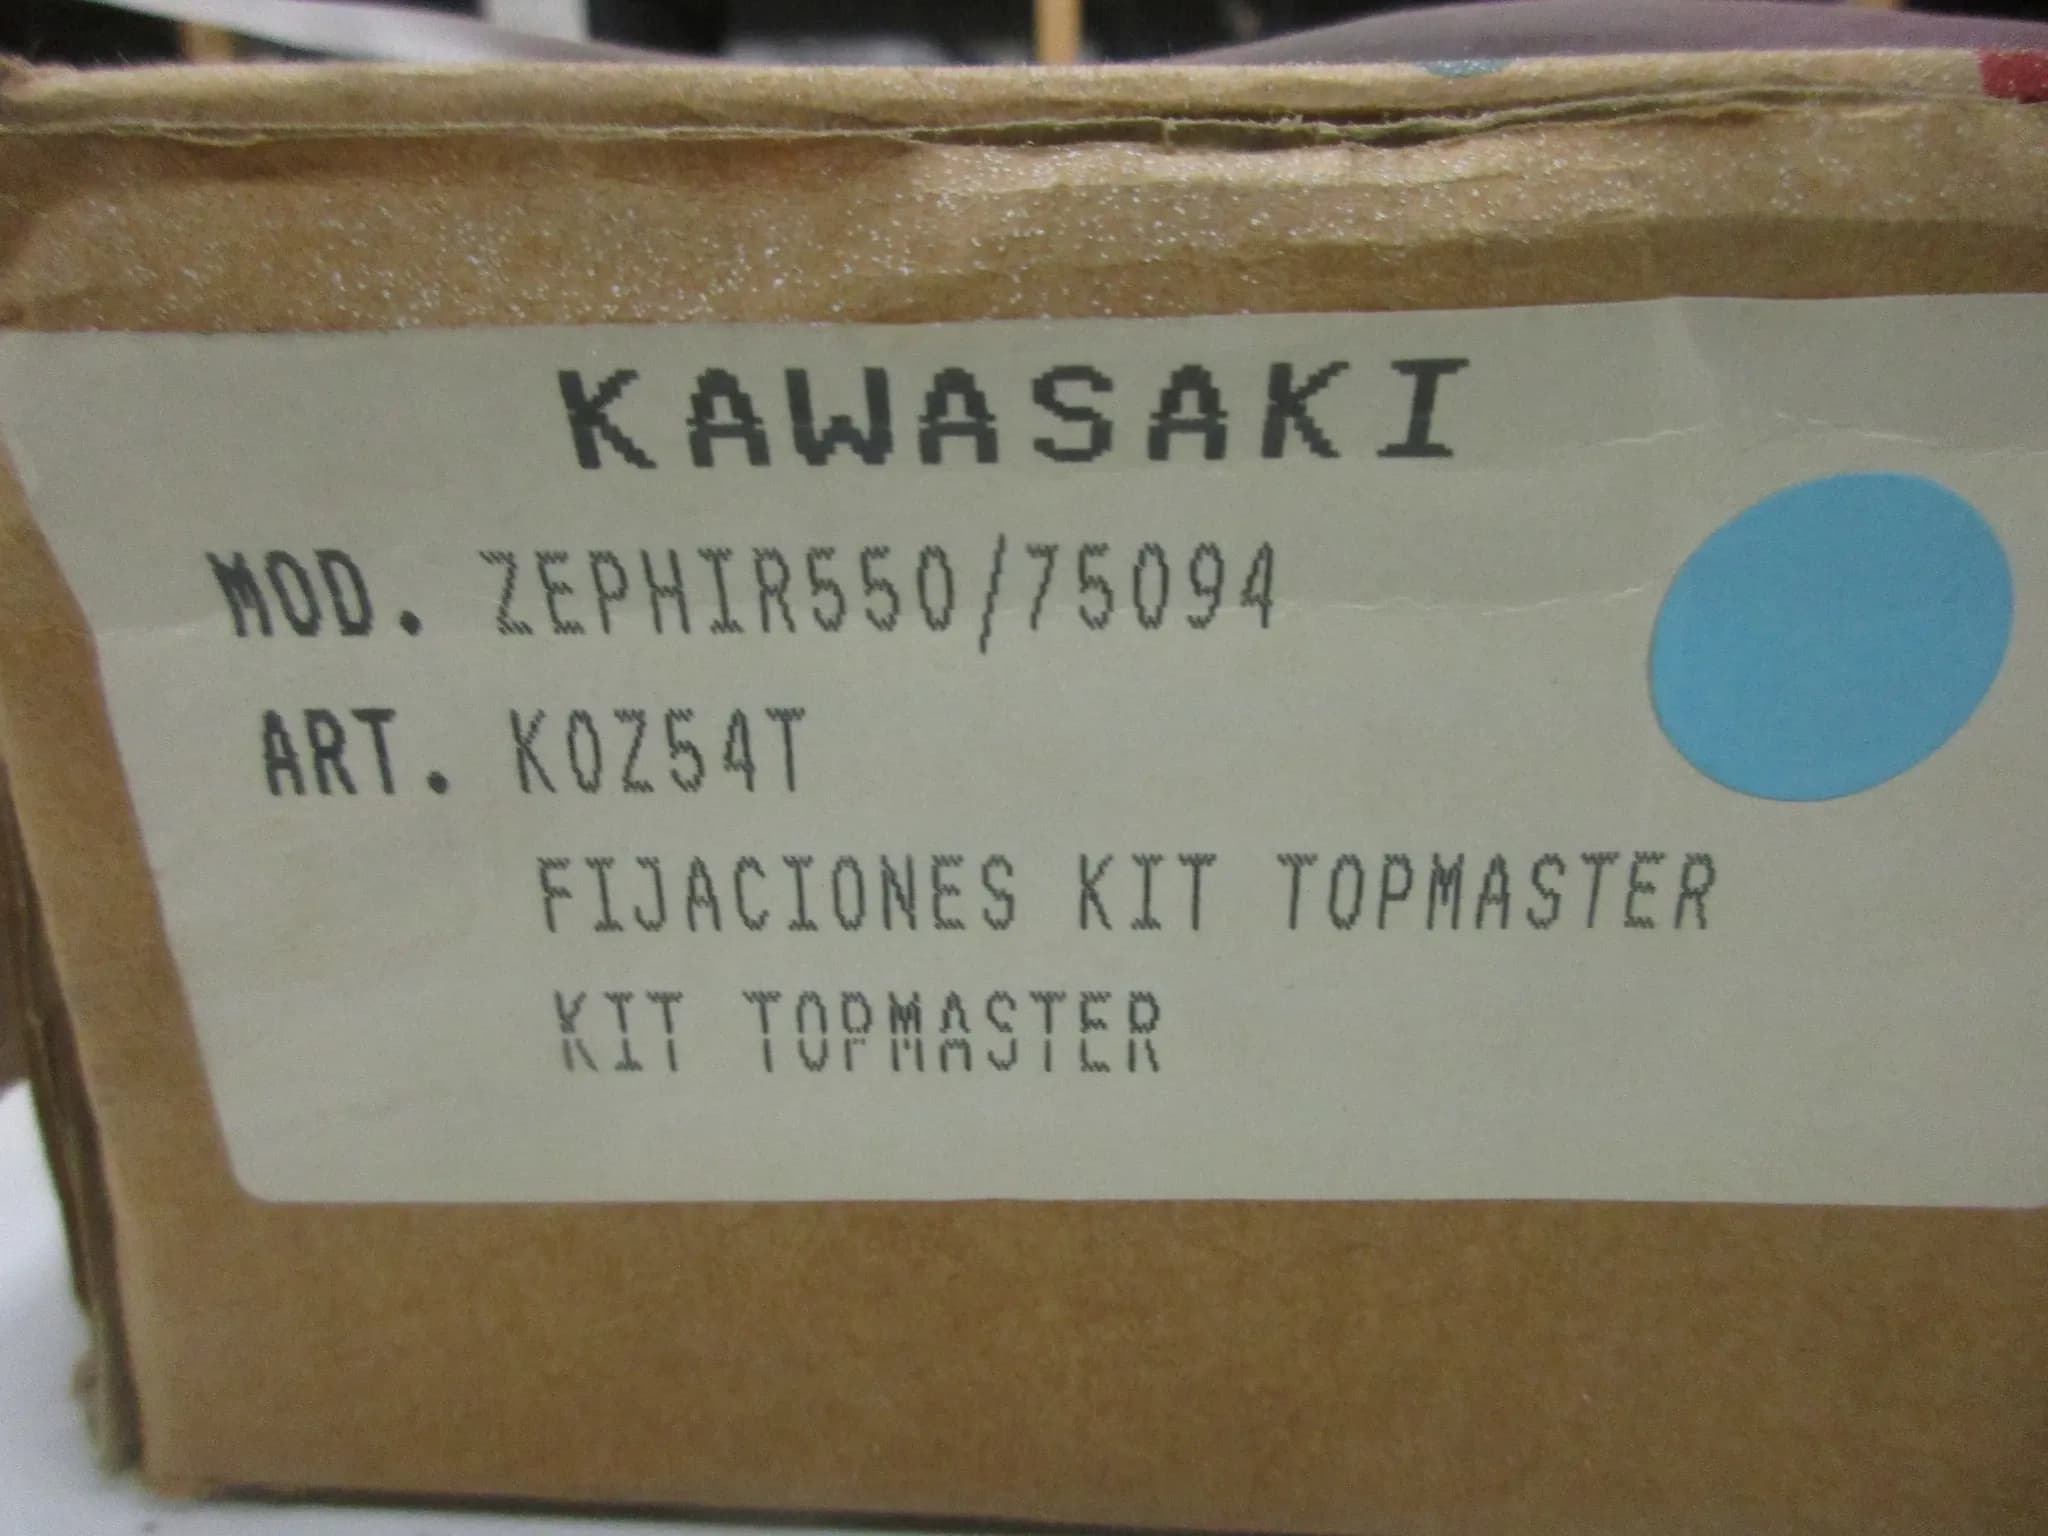 KAWASAKI
MOD. ZEPHIR550/75094
ART. K0Z54T
FIJACIONES KIT TOPMASTER
KIT TOPMASTER